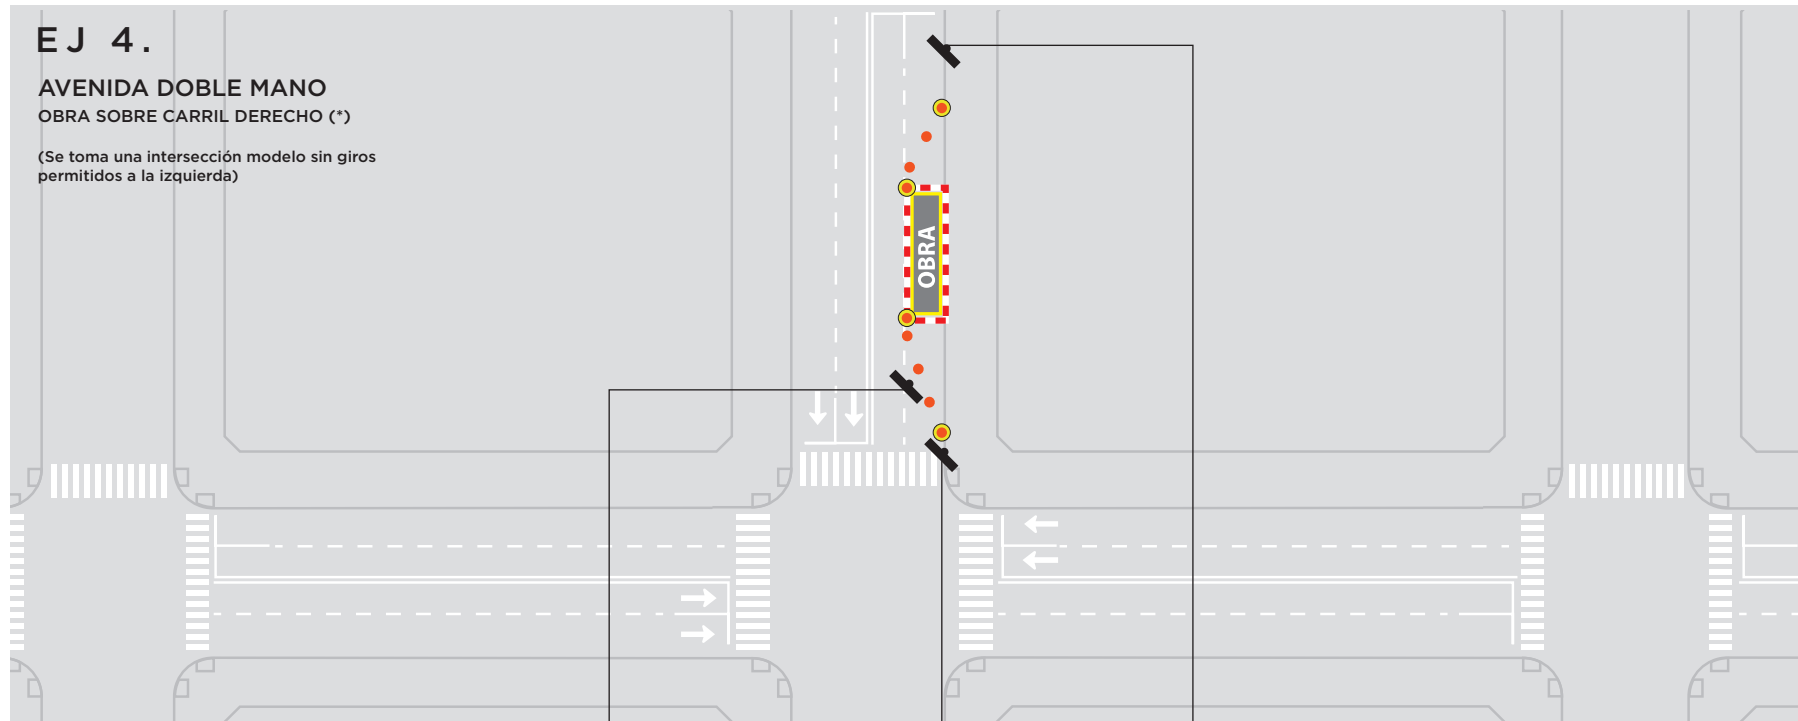 EJ 4.
AVENIDA DOBLE MANO
OBRA SOBRE CARRIL DERECHO (*)
(Se toma una intersección modelo sin giros
permitidos a la izquierda)
OBRA